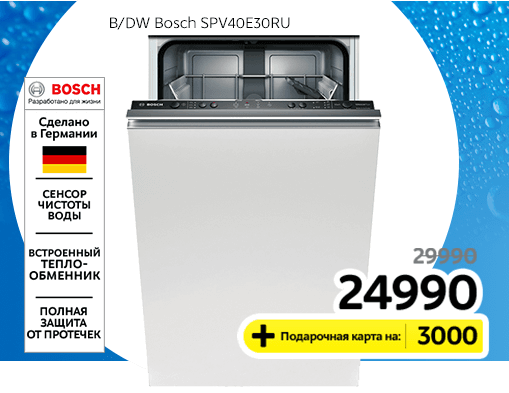 B/DW Bosch SPV40E30RU
BOSCH
Разработано для жизни
Сделано
в Германии
СЕНСОР
ЧИСТОТЫ
ВОДЫ
ВСТРОЕННЫЙ
ТЕПЛО-
ОБМЕННИК
ПОЛНАЯ
ЗАЩИТА
ОТ ПРОТЕЧЕК
BOSCH
29990
24990
+ Подарочная карта на: 3000